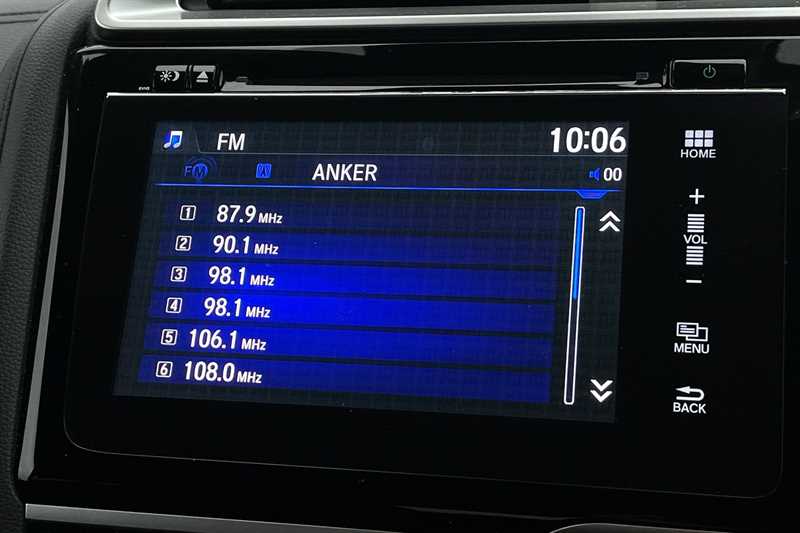 FM 10:06
FM ANKER 00
1 87.9 MHz
2 90.1 MHz
3 98.1 MHz
4 98.1 MHz
5 106.1 MHz
6 108.0 MHz
HOME
+
VOL
−
MENU
BACK